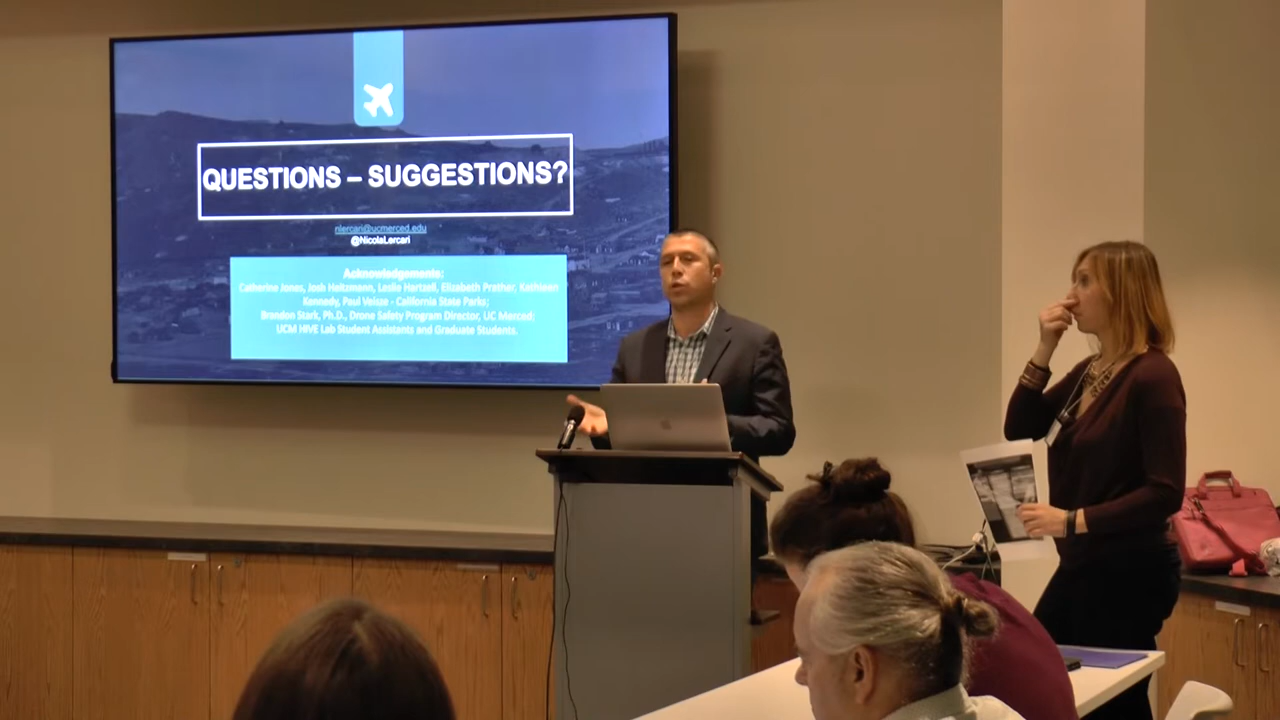 QUESTIONS – SUGGESTIONS?
nlercari@ucmerced.edu
@NicolaLercari
Acknowledgements:
Catherine Jones, Josh Heitzmann, Leslie Hartzell, Elizabeth Prather, Kathleen
Kennedy, Paul Veisze - California State Parks;
Brandon Stark, Ph.D., Drone Safety Program Director, UC Merced;
UCM HIVE Lab Student Assistants and Graduate Students.